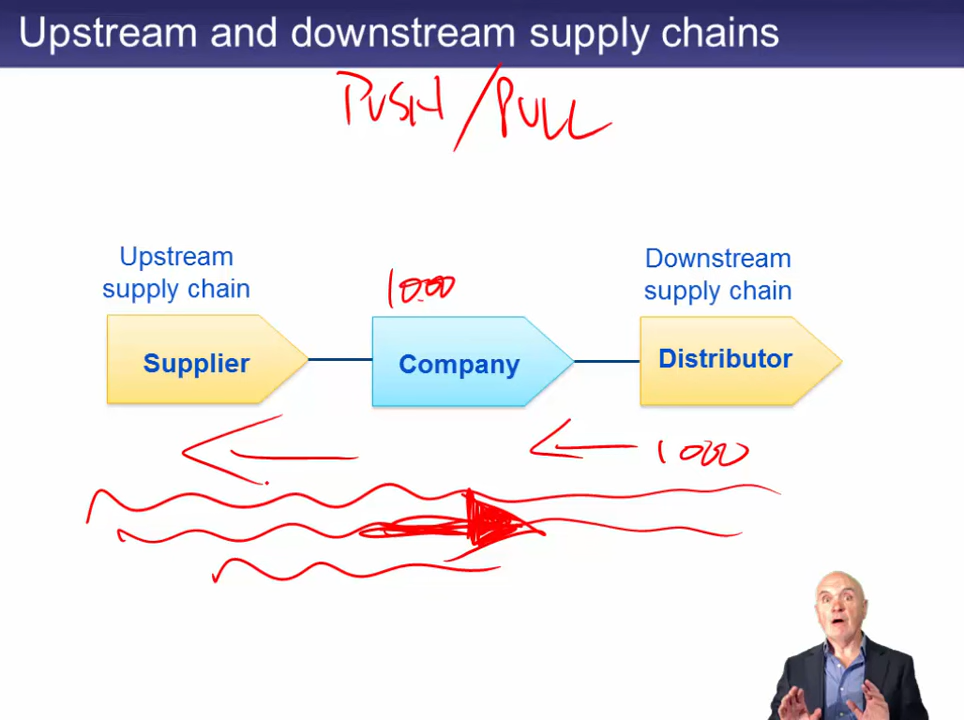 Upstream and downstream supply chains
PUSH/PULL
Upstream
supply chain
Downstream
supply chain
1000
Supplier
Company
Distributor
1000